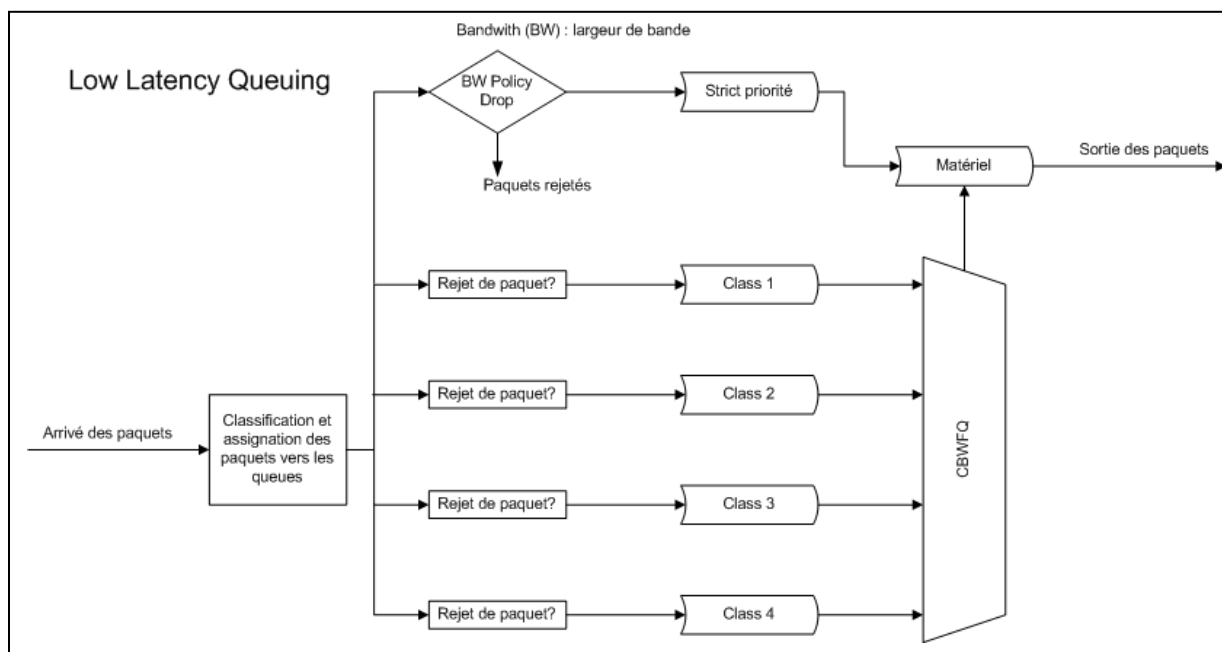 Bandwith (BW) : largeur de bande
Low Latency Queuing
BW Policy
Drop
Strict priorité
Paquets rejetés
Matériel
Sortie des paquets
Rejet de paquet?
Class 1
Rejet de paquet?
Class 2
Arrivé des paquets
Classification et
assignation des
paquets vers les
queues
CBWFQ
Rejet de paquet?
Class 3
Rejet de paquet?
Class 4